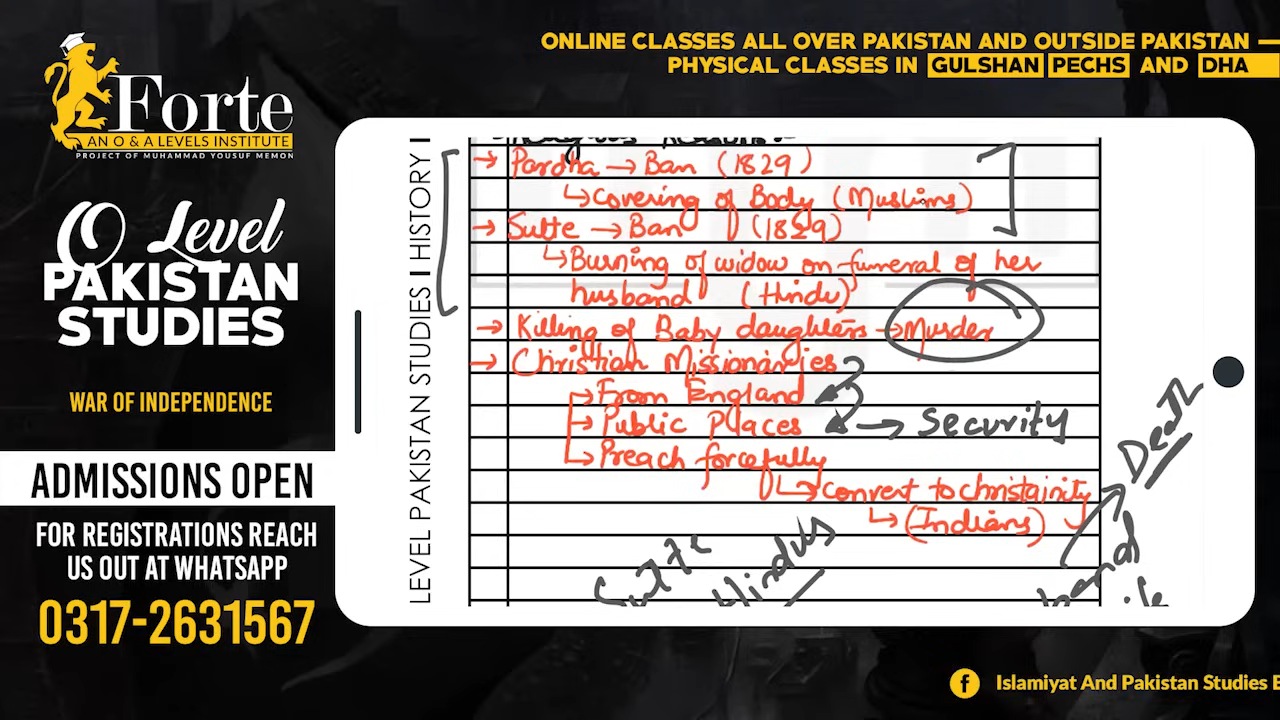 ONLINE CLASSES ALL OVER PAKISTAN AND OUTSIDE PAKISTAN
PHYSICAL CLASSES IN GULSHAN PECHS AND DHA
Forte
AN O & A LEVELS INSTITUTE
PROJECT OF MUHAMMAD YOUSUF MEMON
O Level
PAKISTAN
STUDIES
WAR OF INDEPENDENCE
ADMISSIONS OPEN
FOR REGISTRATIONS REACH
US OUT AT WHATSAPP
0317-2631567
LEVEL PAKISTAN STUDIES I HISTORY I
→ Pardha → Ban (1829)
↳ Covering of Body (Muslims)
→ Sutte → Ban (1829)
↳ Burning of widow on funeral of her
husband (Hindu)
→ Killing of Baby daughters → Murder
→ Christian Missionaries
→ From England
→ Public Places → Security
→ Preach forcefully
↳ Convert to christainity
↳ (Indians)
Death
Sutte
Hindus
f Islamiyat And Pakistan Studies